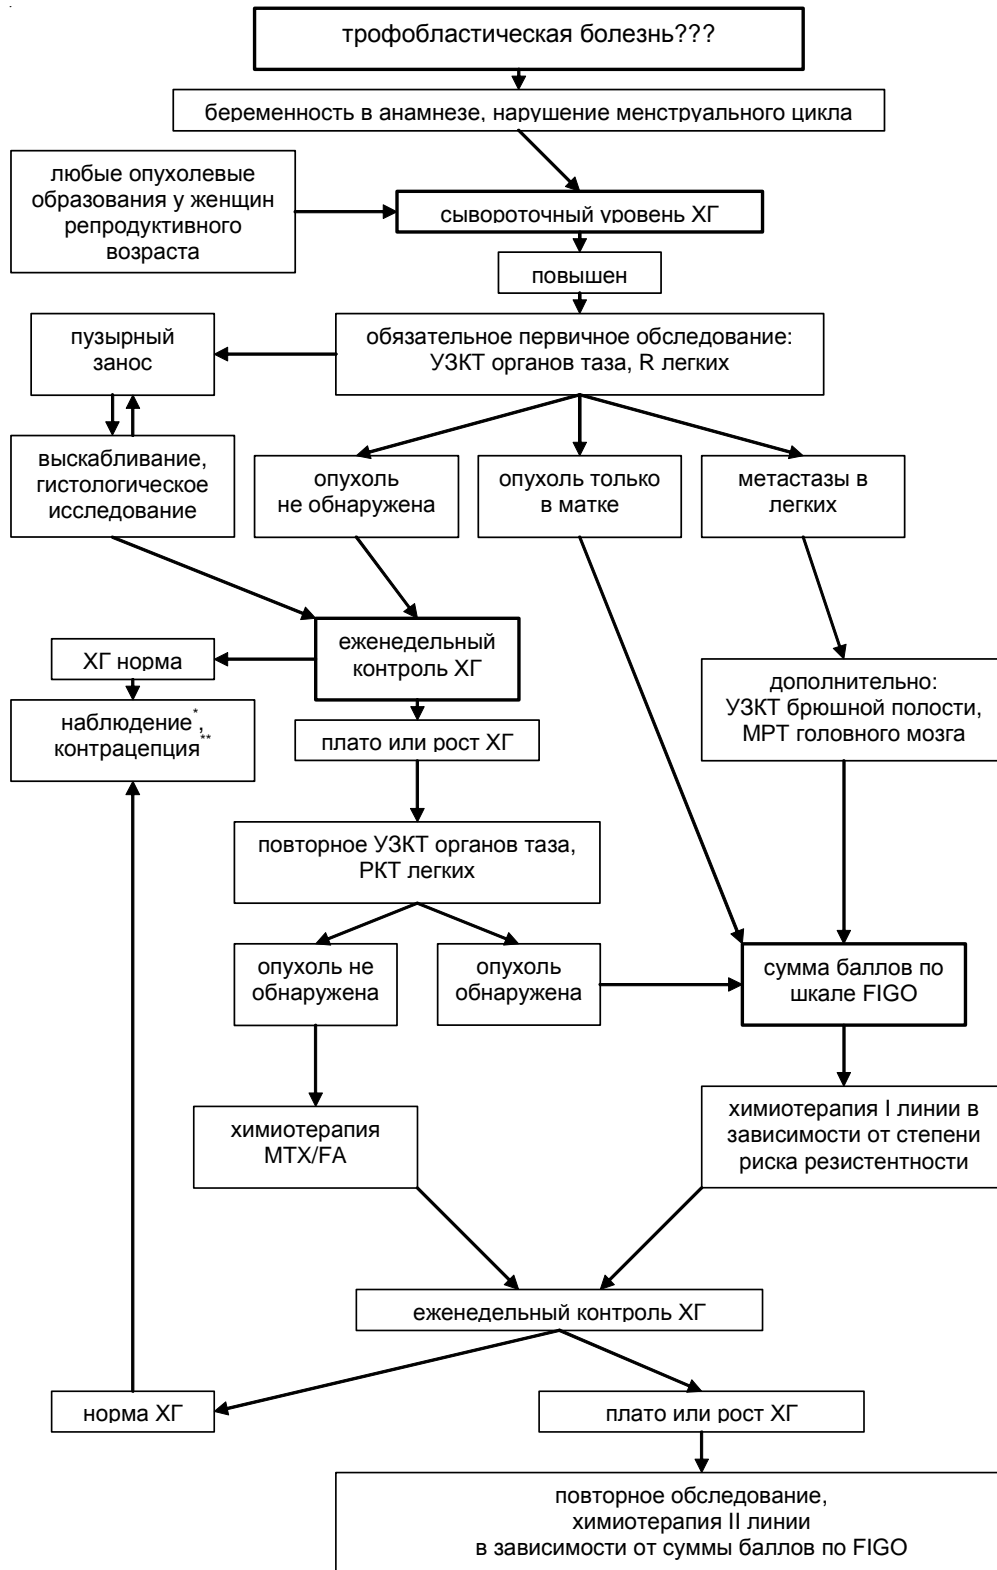 трофобластическая болезнь???
беременность в анамнезе, нарушение менструального цикла
любые опухолевые
образования у женщин
репродуктивного
возраста
сывороточный уровень ХГ
повышен
пузырный
занос
обязательное первичное обследование:
УЗКТ органов таза, R легких
выскабливание,
гистологическое
исследование
опухоль
не обнаружена
опухоль только
в матке
метастазы в
легких
еженедельный
контроль ХГ
ХГ норма
дополнительно:
УЗКТ брюшной полости,
МРТ головного мозга
наблюдение*,
контрацепция**
плато или рост ХГ
повторное УЗКТ органов таза,
РКТ легких
опухоль не
обнаружена
опухоль
обнаружена
сумма баллов по
шкале FIGO
химиотерапия
MTX/FA
химиотерапия I линии в
зависимости от степени
риска резистентности
еженедельный контроль ХГ
норма ХГ
плато или рост ХГ
повторное обследование,
химиотерапия II линии
в зависимости от суммы баллов по FIGO